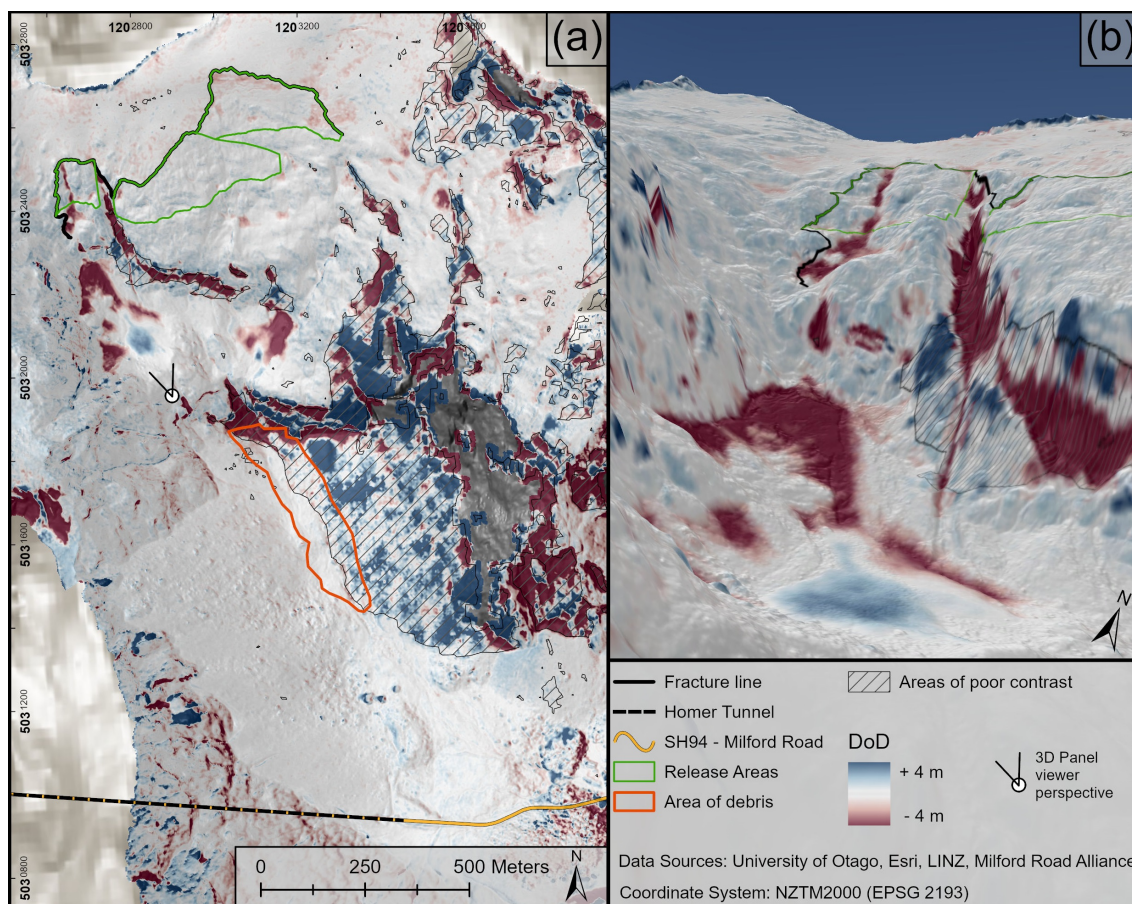 120 2800
120 3200
120 3600
(a)
(b)
503 2800
503 2400
503 2000
503 1600
503 1200
503 0800
0 250 500 Meters
N
N
Fracture line
Homer Tunnel
SH94 - Milford Road
Release Areas
Area of debris
Areas of poor contrast
DoD
+ 4 m
- 4 m
3D Panel
viewer
perspective
Data Sources: University of Otago, Esri, LINZ, Milford Road Alliance
Coordinate System: NZTM2000 (EPSG 2193)